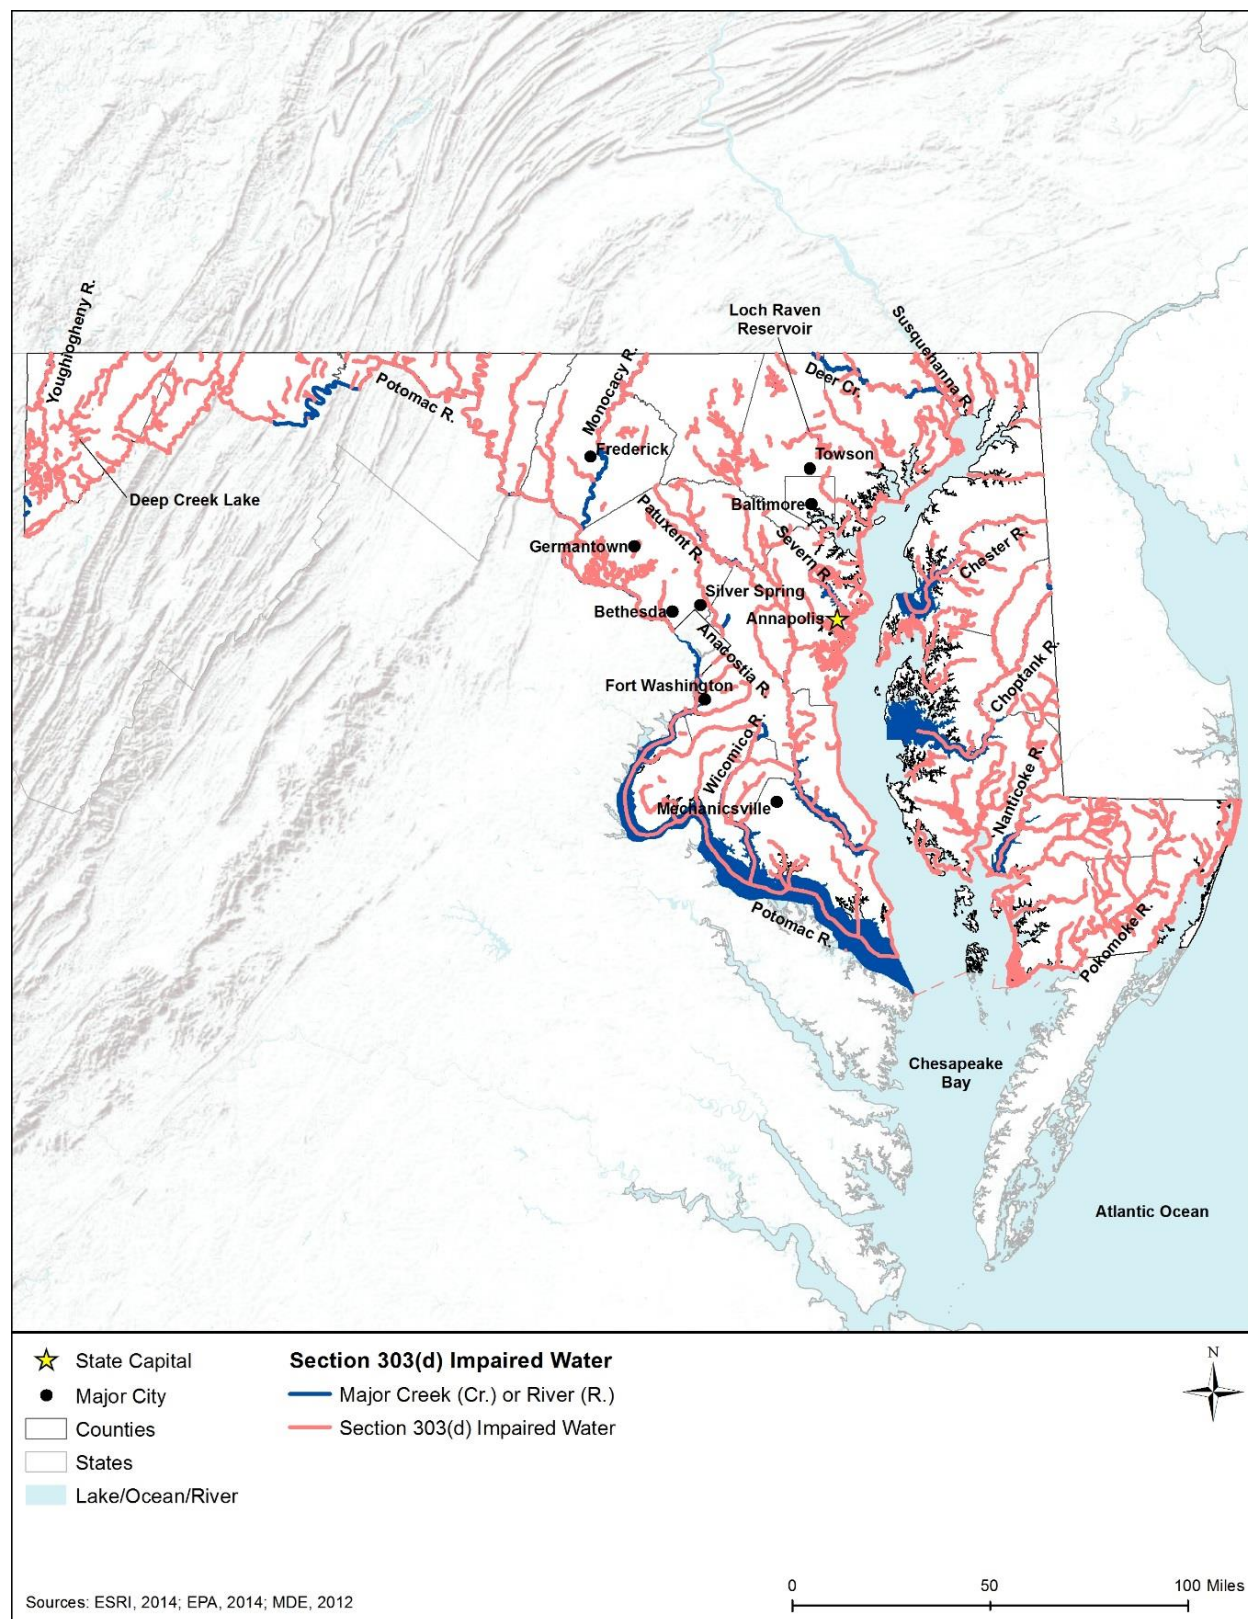 Youghiogheny R.
Potomac R.
Monocacy R.
Loch Raven
Reservoir
Susquehanna R.
Deer Cr.
Frederick
Towson
Deep Creek Lake
Baltimore
Patuxent R.
Severn R.
Germantown
Chester R.
Silver Spring
Bethesda
Annapolis
Anacostia R.
Choptank R.
Fort Washington
Wicomico R.
Nanticoke R.
Mechanicsville
Potomac R.
Pokomoke R.
Chesapeake
Bay
Atlantic Ocean
State Capital
Major City
Counties
States
Lake/Ocean/River
Section 303(d) Impaired Water
Major Creek (Cr.) or River (R.)
Section 303(d) Impaired Water
N
0 50 100 Miles
Sources: ESRI, 2014; EPA, 2014; MDE, 2012